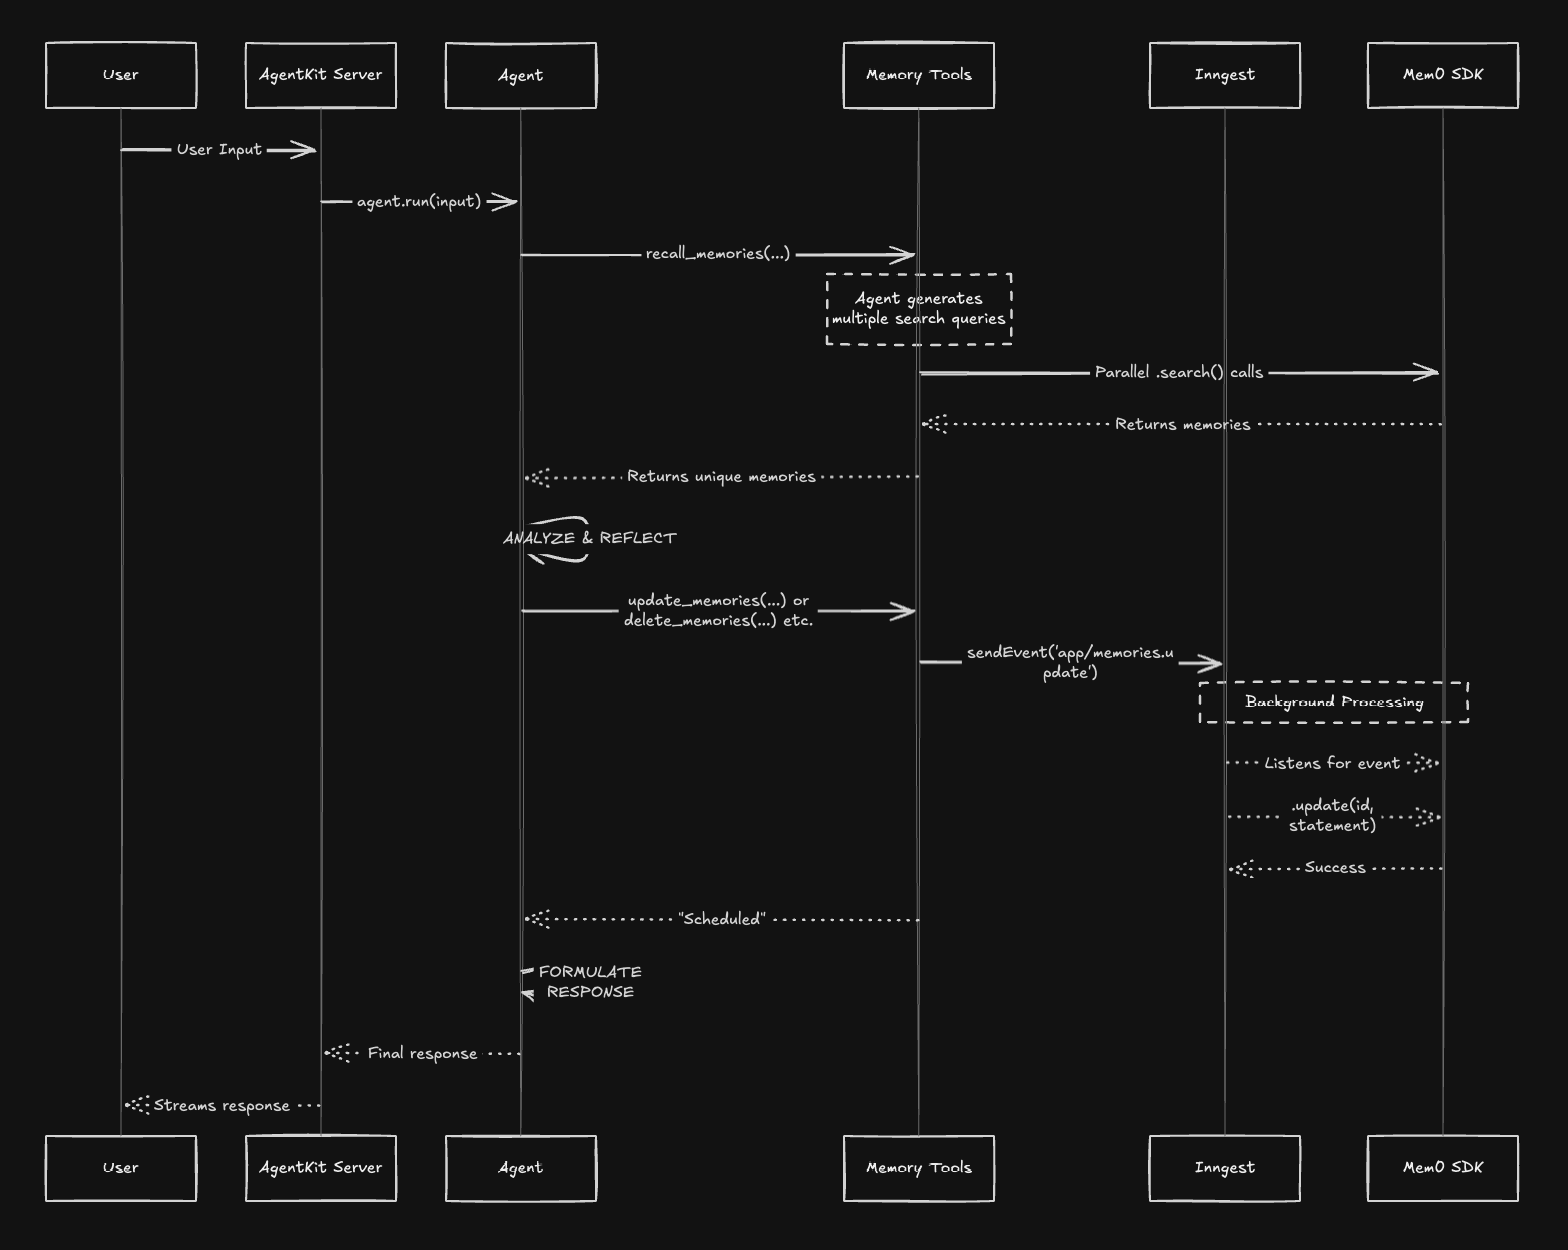 User
AgentKit Server
Agent
Memory Tools
Inngest
Mem0 SDK
User Input
agent.run(input)
recall_memories(...)
Agent generates
multiple search queries
Parallel .search() calls
Returns memories
Returns unique memories
ANALYZE & REFLECT
update_memories(...) or
delete_memories(...) etc.
sendEvent('app/memories.u
pdate')
Background Processing
Listens for event
.update(id,
statement)
Success
"Scheduled"
FORMULATE
RESPONSE
Final response
Streams response
User
AgentKit Server
Agent
Memory Tools
Inngest
Mem0 SDK